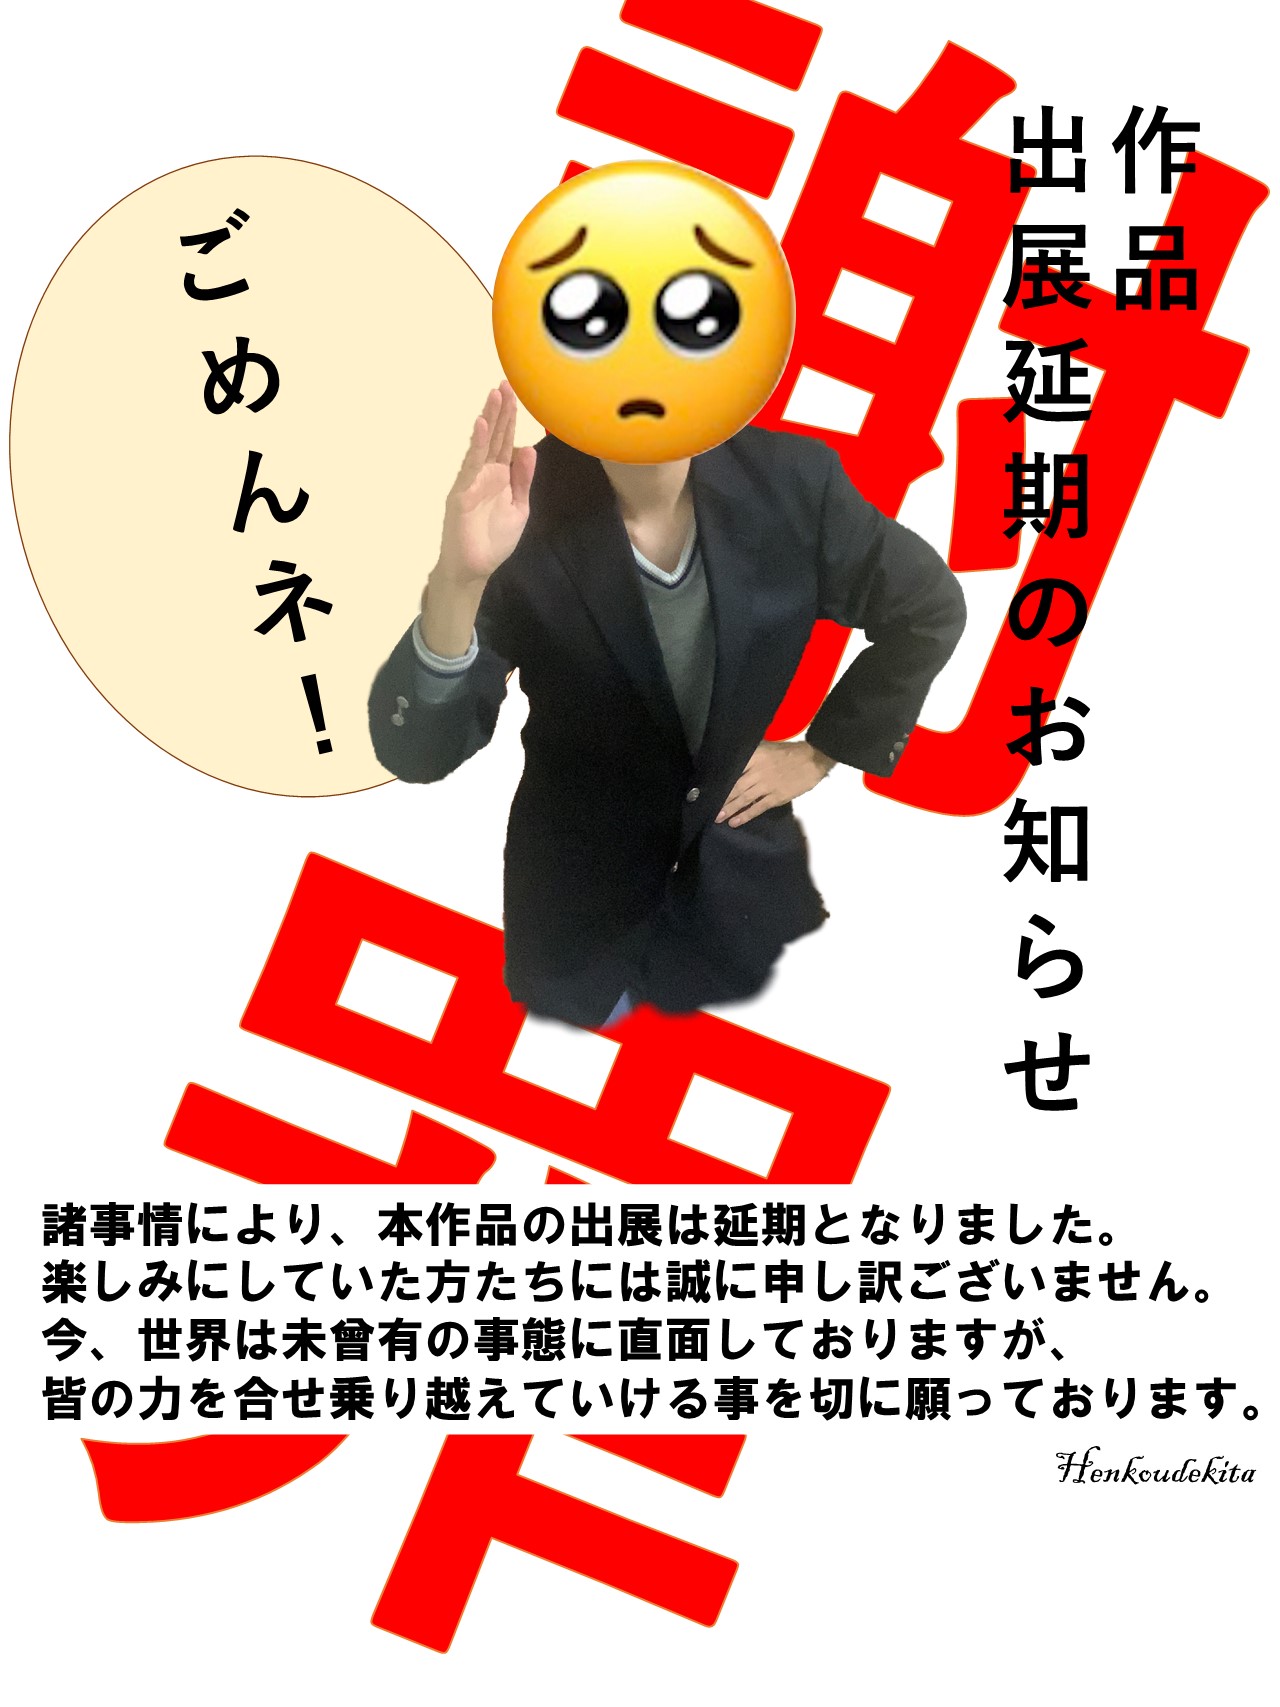 謝罪
作品
出展延期のお知らせ
ごめんネ！
諸事情により、本作品の出展は延期となりました。
楽しみにしていた方たちには誠に申し訳ございません。
今、世界は未曾有の事態に直面しておりますが、
皆の力を合せ乗り越えていける事を切に願っております。
Henkoudekita